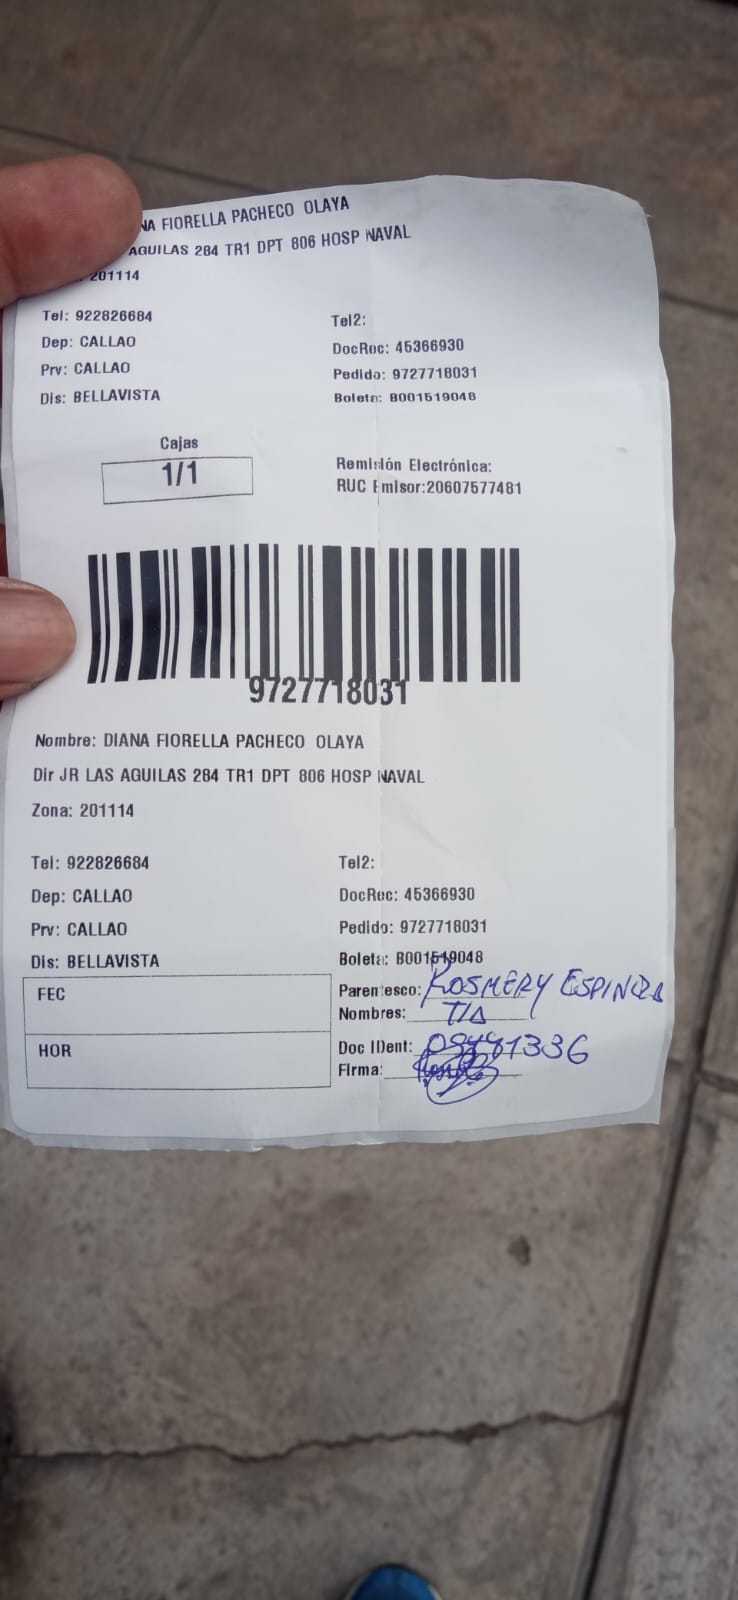 FIORELLA PACHECO OLAYA
AGUILAS 284 TR1 DPT 806 HOSP NAVAL
201114
Tel: 922826684 Tel2:
Dep: CALLAO DocRec: 45366930
Prv: CALLAO Pedido: 9727718031
Dis: BELLAVISTA Boleta: B001519048
Cajas
1/1
Remisión Electrónica:
RUC Emisor:20607577481
9727718031
Nombre: DIANA FIORELLA PACHECO OLAYA
Dir JR LAS AGUILAS 284 TR1 DPT 806 HOSP NAVAL
Zona: 201114
Tel: 922826684 Tel2:
Dep: CALLAO DocRec: 45366930
Prv: CALLAO Pedido: 9727718031
Dis: BELLAVISTA Boleta: B001519048
FEC
Parentesco: ROSMERY ESPINOZA
Nombres: TIA
HOR
Doc IDent:
Firma: